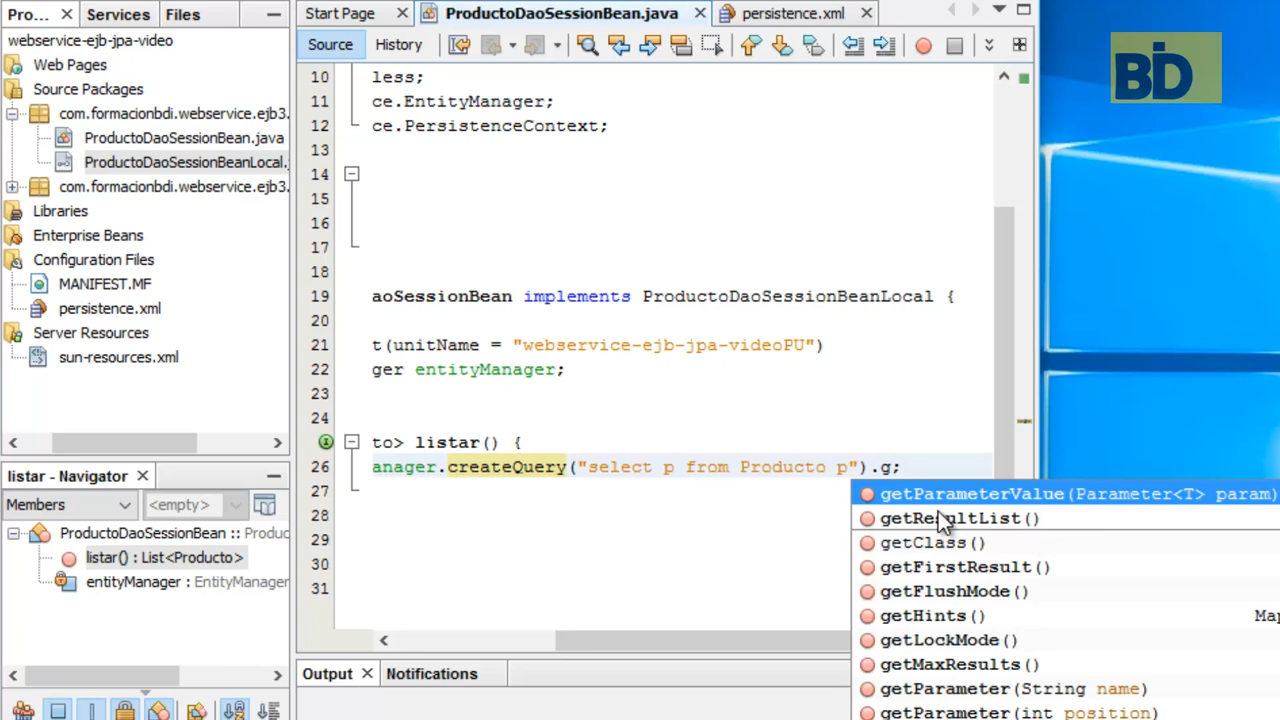 Pro...
Services
Files
webservice-ejb-jpa-video
Web Pages
Source Packages
com.formacionbdi.webservice.ejb3.
ProductoDaoSessionBean.java
ProductoDaoSessionBeanLocal.
com.formacionbdi.webservice.ejb3.
Libraries
Enterprise Beans
Configuration Files
MANIFEST.MF
persistence.xml
Server Resources
sun-resources.xml
listar - Navigator
Members
<empty>
ProductoDaoSessionBean :: Produc
listar() : List<Producto>
entityManager : EntityManager
Start Page
ProductoDaoSessionBean.java
persistence.xml
Source
History
10 less;
11 ce.EntityManager;
12 ce.PersistenceContext;
13
14
15
16
17
18
19 aoSessionBean implements ProductoDaoSessionBeanLocal {
20
21 t(unitName = "webservice-ejb-jpa-videoPU")
22 ger entityManager;
23
24
to> listar() {
26 anager.createQuery("select p from Producto p").g;
27
28
29
30
31
getParameterValue(Parameter<T> param)
getResultList()
getClass()
getFirstResult()
getFlushMode()
getHints() Map
getLockMode()
getMaxResults()
getParameter(String name)
getParameter(int position)
Output
Notifications
BDI